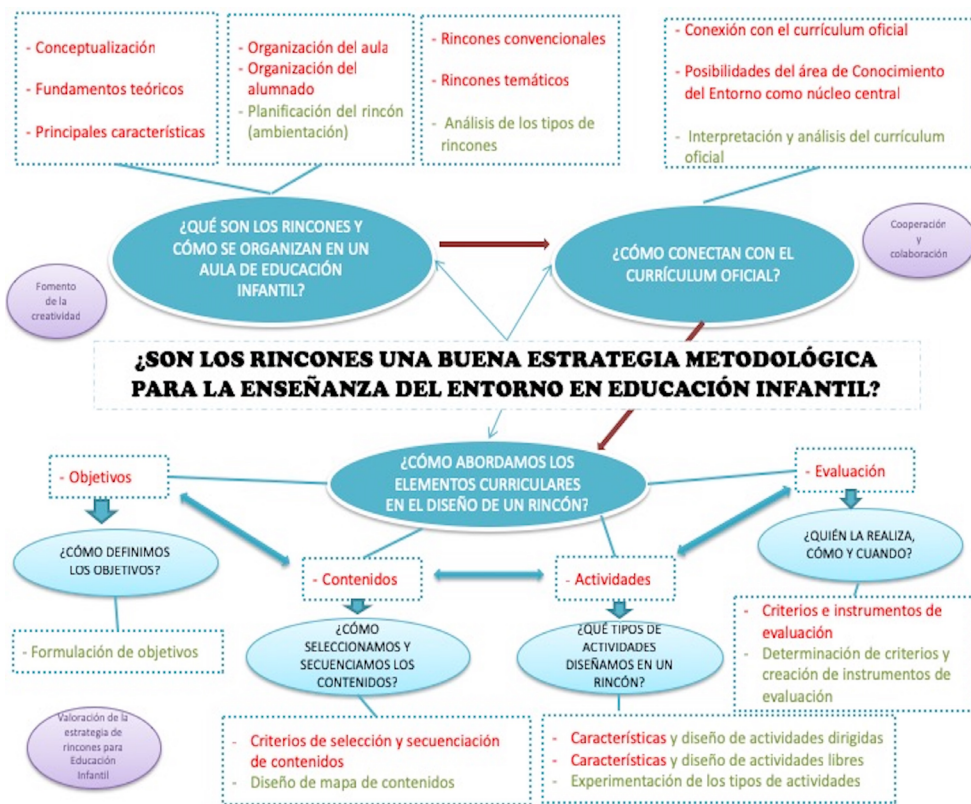 - Conceptualización
- Fundamentos teóricos
- Principales características
- Organización del aula
- Organización del
alumnado
- Planificación del rincón
(ambientación)
- Rincones convencionales
- Rincones temáticos
- Análisis de los tipos de
rincones
- Conexión con el currículo oficial
- Posibilidades del área de Conocimiento
del Entorno como núcleo central
- Interpretación y análisis del currículum
oficial
¿QUÉ SON LOS RINCONES Y
CÓMO SE ORGANIZAN EN UN
AULA DE EDUCACIÓN
INFANTIL?
¿CÓMO CONECTAN CON EL
CURRÍCULUM OFICIAL?
Cooperación
y
colaboración
Fomento
de la
creatividad
¿SON LOS RINCONES UNA BUENA ESTRATEGIA METODOLÓGICA
PARA LA ENSEÑANZA DEL ENTORNO EN EDUCACIÓN INFANTIL?
¿CÓMO ABORDAMOS LOS
ELEMENTOS CURRICULARES
EN EL DISEÑO DE UN RINCÓN?
- Objetivos
- Evaluación
¿CÓMO DEFINIMOS
LOS OBJETIVOS?
¿QUIÉN LA REALIZA,
CÓMO Y CUANDO?
- Contenidos
- Actividades
- Formulación de objetivos
¿CÓMO
SELECCIONAMOS Y
SECUENCIAMOS LOS
CONTENIDOS?
¿QUÉ TIPOS DE
ACTIVIDADES
DISEÑAMOS EN UN
RINCÓN?
- Criterios e instrumentos de
evaluación
- Determinación de criterios y
creación de instrumentos de
evaluación
Valoración de la
estrategia de
rincones para
Educación
Infantil
- Criterios de selección y secuenciación
de contenidos
- Diseño de mapa de contenidos
- Características y diseño de actividades dirigidas
- Características y diseño de actividades libres
- Experimentación de los tipos de actividades